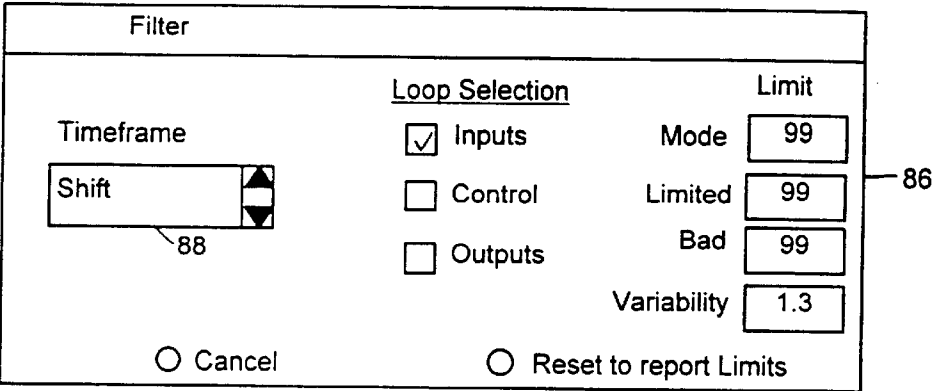 Filter
Loop Selection
Limit
Timeframe
Inputs
Mode 99
Shift
Control
Limited 99
86
88
Outputs
Bad 99
Variability 1.3
Cancel
Reset to report Limits